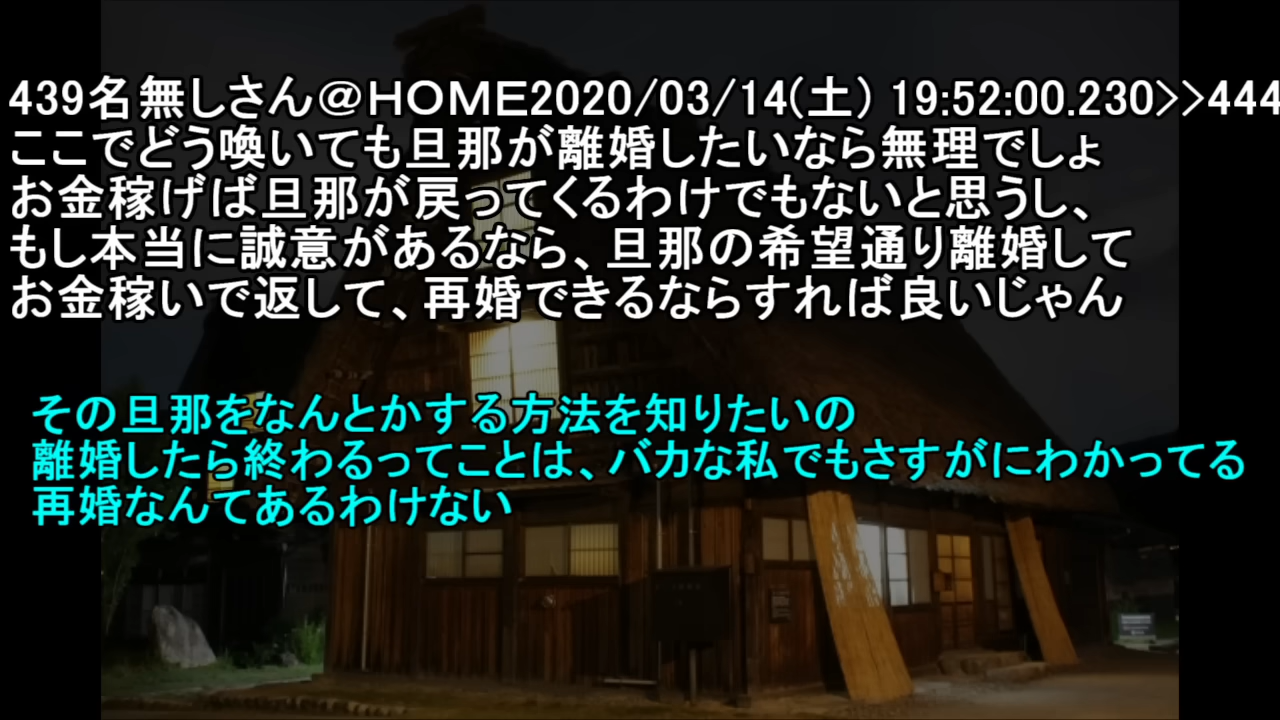 439名無しさん＠ＨＯＭＥ2020/03/14(土) 19:52:00.230>>444
ここでどう喚いても旦那が離婚したいなら無理でしょ
お金稼げば旦那が戻ってくるわけでもないと思うし、
もし本当に誠意があるなら、旦那の希望通り離婚して
お金稼いで返して、再婚できるならすれば良いじゃん
その旦那をなんとかする方法を知りたいの
離婚したら終わるってことは、バカな私でもさすがにわかってる
再婚なんてあるわけない